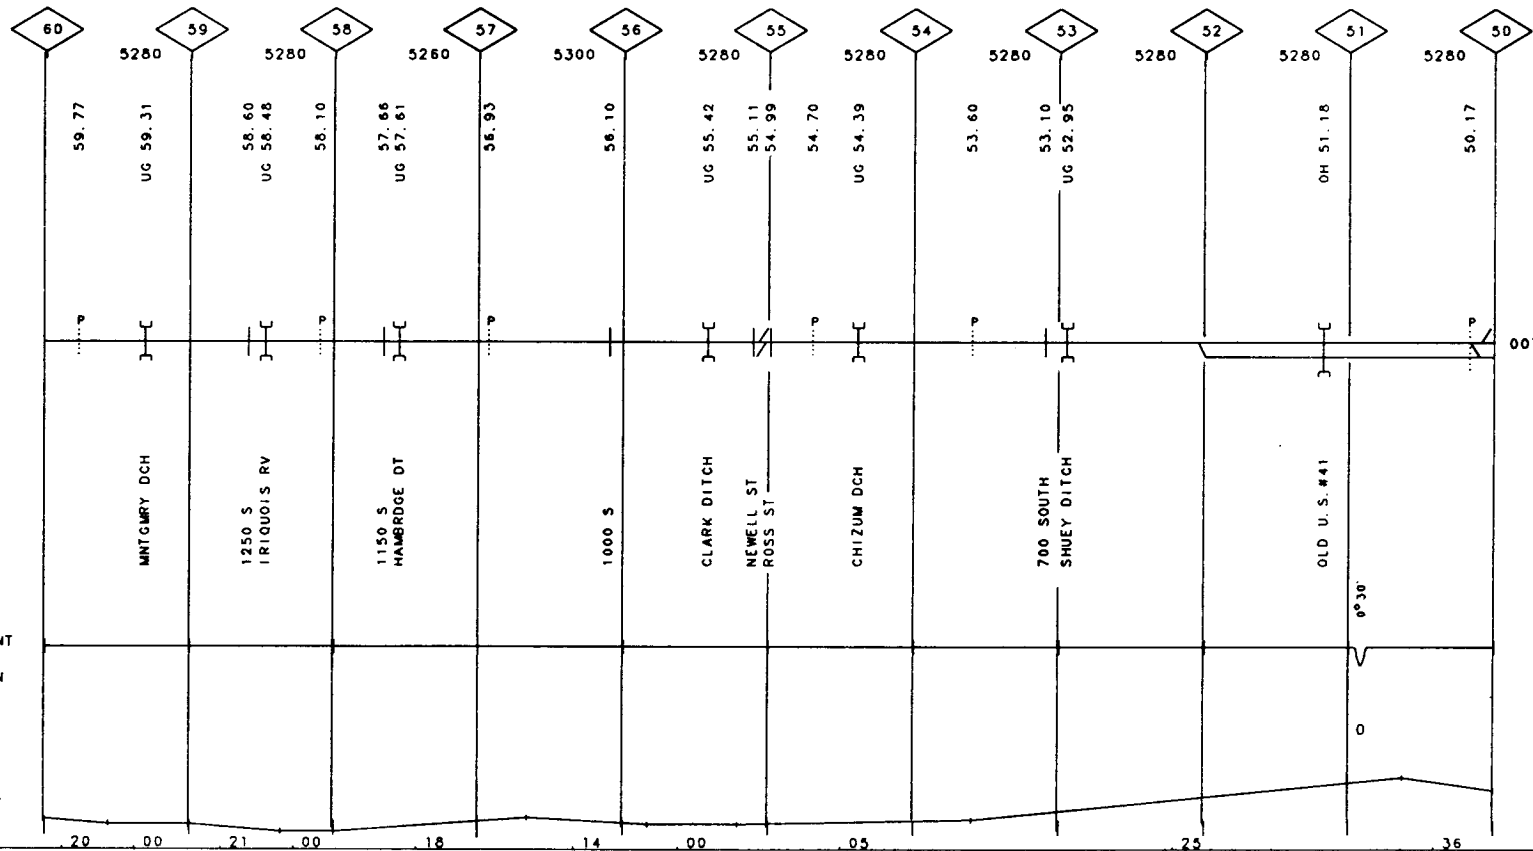 60 59 58 57 56 55 54 53 52 51 50
5280 5280 5260 5300 5280 5280 5280 5280 5280 5280
59.77
UG 59.31
58.60
UG 58.48
58.10
57.66
UG 57.61
56.93
56.10
UG 55.42
55.11
54.99
54.70
UG 54.39
53.60
53.10
UG 52.95
OH 51.18
50.17
P P P P P P
MNTGMRY DCH
1250 S
IRIQUOIS RV
1150 S
HAMBRDGE DT
1000 S
CLARK DITCH
NEWELL ST
ROSS ST
CHIZUM DCH
700 SOUTH
SHUEY DITCH
OLD U.S. #41
0°30'
0
.20 .00 .21 .00 .18 .14 .00 .05 .25 .36